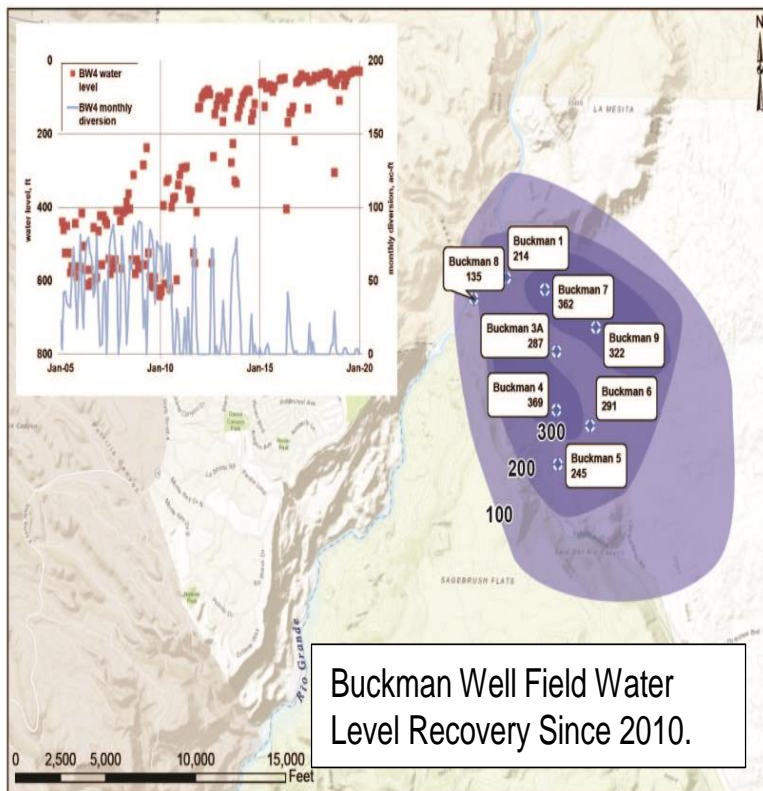 0
200
400
600
800
water level, ft
BW4 water
level
BW4 monthly
diversion
200
150
100
50
0
monthly diversion, ac-ft
Jan-05
Jan-10
Jan-15
Jan-20
N
LA MESITA
Buckman 1
214
Buckman 8
135
Buckman 7
362
Buckman 3A
287
Buckman 9
322
Buckman 4
369
Buckman 6
291
300
Buckman 5
245
200
100
SAGEBRUSH FLATS
Rio Grande
Buckman Well Field Water
Level Recovery Since 2010.
0
2,500
5,000
10,000
15,000
Feet